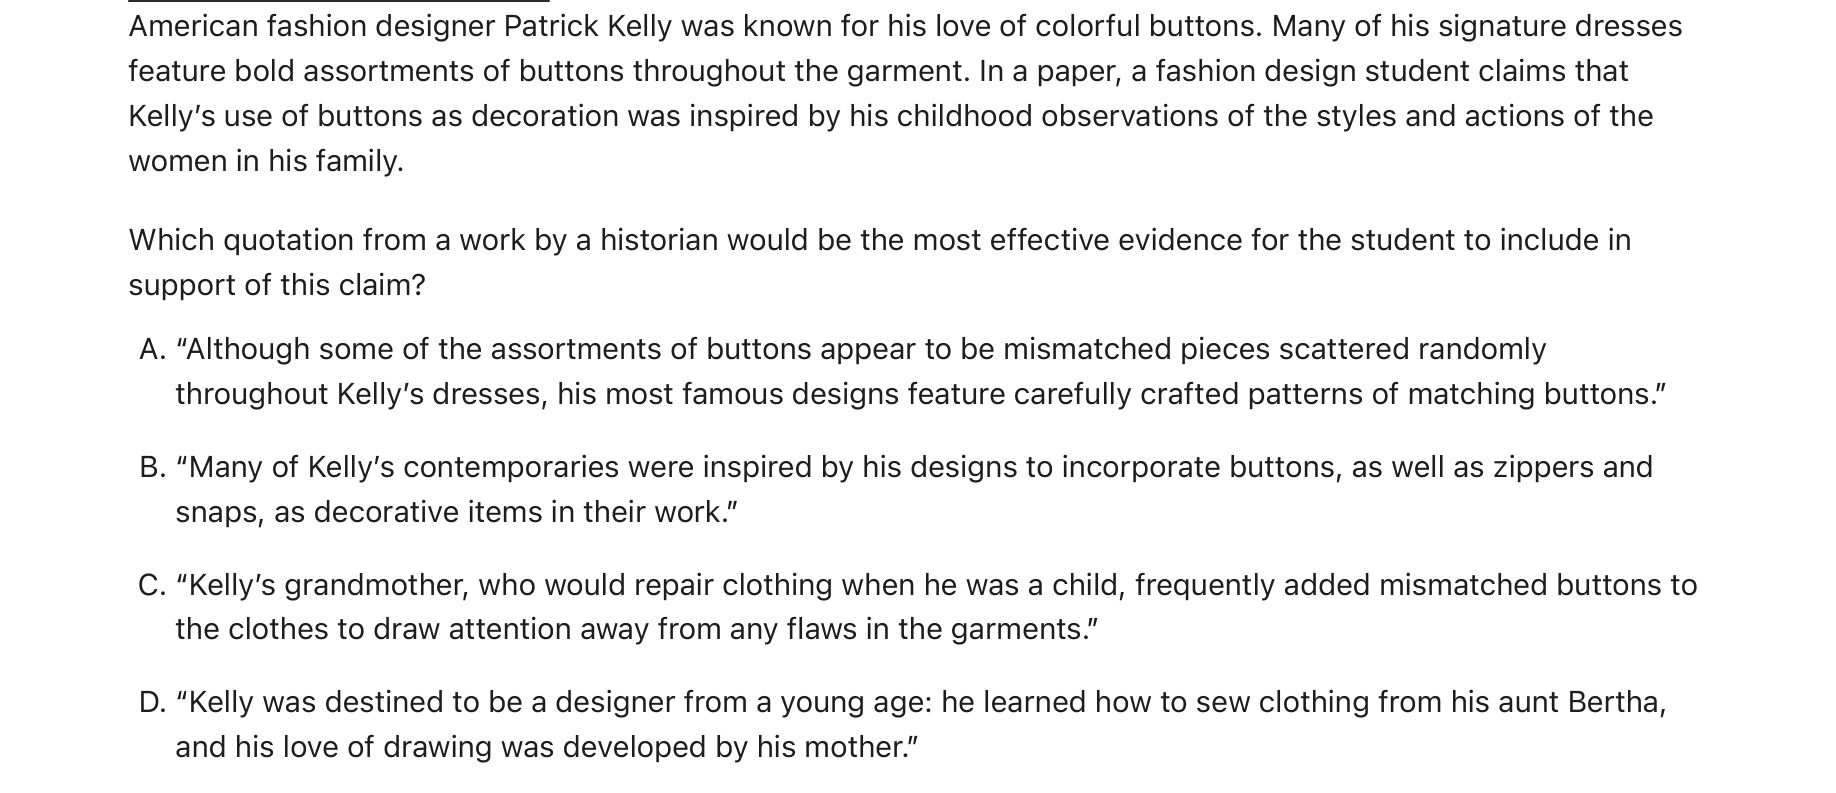 American fashion designer Patrick Kelly was known for his love of colorful buttons. Many of his signature dresses
feature bold assortments of buttons throughout the garment. In a paper, a fashion design student claims that
Kelly’s use of buttons as decoration was inspired by his childhood observations of the styles and actions of the
women in his family.
Which quotation from a work by a historian would be the most effective evidence for the student to include in
support of this claim?
A. “Although some of the assortments of buttons appear to be mismatched pieces scattered randomly
throughout Kelly’s dresses, his most famous designs feature carefully crafted patterns of matching buttons.”
B. “Many of Kelly’s contemporaries were inspired by his designs to incorporate buttons, as well as zippers and
snaps, as decorative items in their work.”
C. “Kelly’s grandmother, who would repair clothing when he was a child, frequently added mismatched buttons to
the clothes to draw attention away from any flaws in the garments.”
D. “Kelly was destined to be a designer from a young age: he learned how to sew clothing from his aunt Bertha,
and his love of drawing was developed by his mother.”